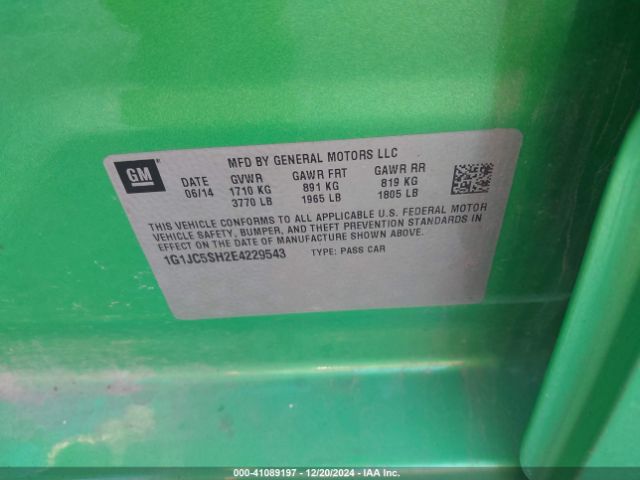 MFD BY GENERAL MOTORS LLC
GM
DATE GVWR GAWR FRT GAWR RR
06/14 1710 KG 891 KG 819 KG
3770 LB 1965 LB 1805 LB
THIS VEHICLE CONFORMS TO ALL APPLICABLE U.S. FEDERAL MOTOR
VEHICLE SAFETY, BUMPER, AND THEFT PREVENTION STANDARDS IN
EFFECT ON THE DATE OF MANUFACTURE SHOWN ABOVE.
1G1JC5SH2E4229543 TYPE: PASS CAR
00-41089197 - 12/20/2024 - IAA Inc.